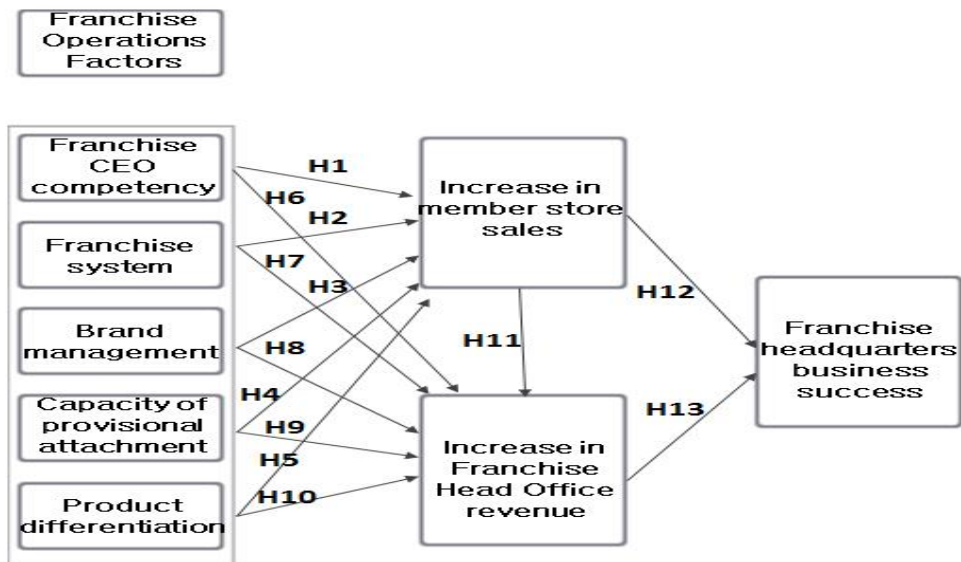 Franchise
Operations
Factors
Franchise
CEO
competency
Franchise
system
Brand
management
Capacity of
provisional
attachment
Product
differentiation
H1
H6
H2
H7
H3
H8
H4
H9
H5
H10
Increase in
member store
sales
H11
Increase in
Franchise
Head Office
revenue
H12
H13
Franchise
headquarters
business
success